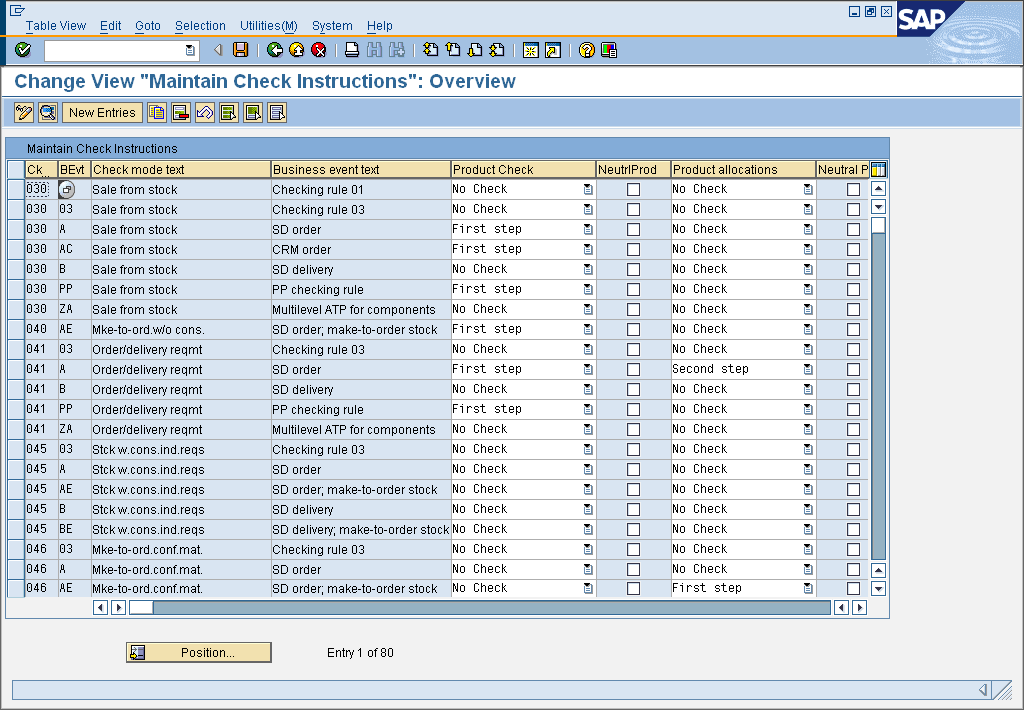 Table View Edit Goto Selection Utilities(M) System Help
SAP
Change View "Maintain Check Instructions": Overview
New Entries
Maintain Check Instructions
Ck... BEvt Check mode text Business event text Product Check NeutrlProd Product allocations Neutral P
030 Sale from stock Checking rule 01 No Check No Check
030 03 Sale from stock Checking rule 03 No Check No Check
030 A Sale from stock SD order First step No Check
030 AC Sale from stock CRM order First step No Check
030 B Sale from stock SD delivery No Check No Check
030 PP Sale from stock PP checking rule First step No Check
030 ZA Sale from stock Multilevel ATP for components No Check No Check
040 AE Mke-to-ord.w/o cons. SD order; make-to-order stock First step No Check
041 03 Order/delivery reqmt Checking rule 03 No Check No Check
041 A Order/delivery reqmt SD order First step Second step
041 B Order/delivery reqmt SD delivery No Check No Check
041 PP Order/delivery reqmt PP checking rule First step No Check
041 ZA Order/delivery reqmt Multilevel ATP for components No Check No Check
045 03 Stck w.cons.ind.reqs Checking rule 03 No Check No Check
045 A Stck w.cons.ind.reqs SD order No Check No Check
045 AE Stck w.cons.ind.reqs SD order; make-to-order stock No Check No Check
045 B Stck w.cons.ind.reqs SD delivery No Check No Check
045 BE Stck w.cons.ind.reqs SD delivery; make-to-order stock No Check No Check
046 03 Mke-to-ord.conf.mat. Checking rule 03 No Check No Check
046 A Mke-to-ord.conf.mat. SD order No Check No Check
046 AE Mke-to-ord.conf.mat. SD order; make-to-order stock No Check First step
Position... Entry 1 of 80